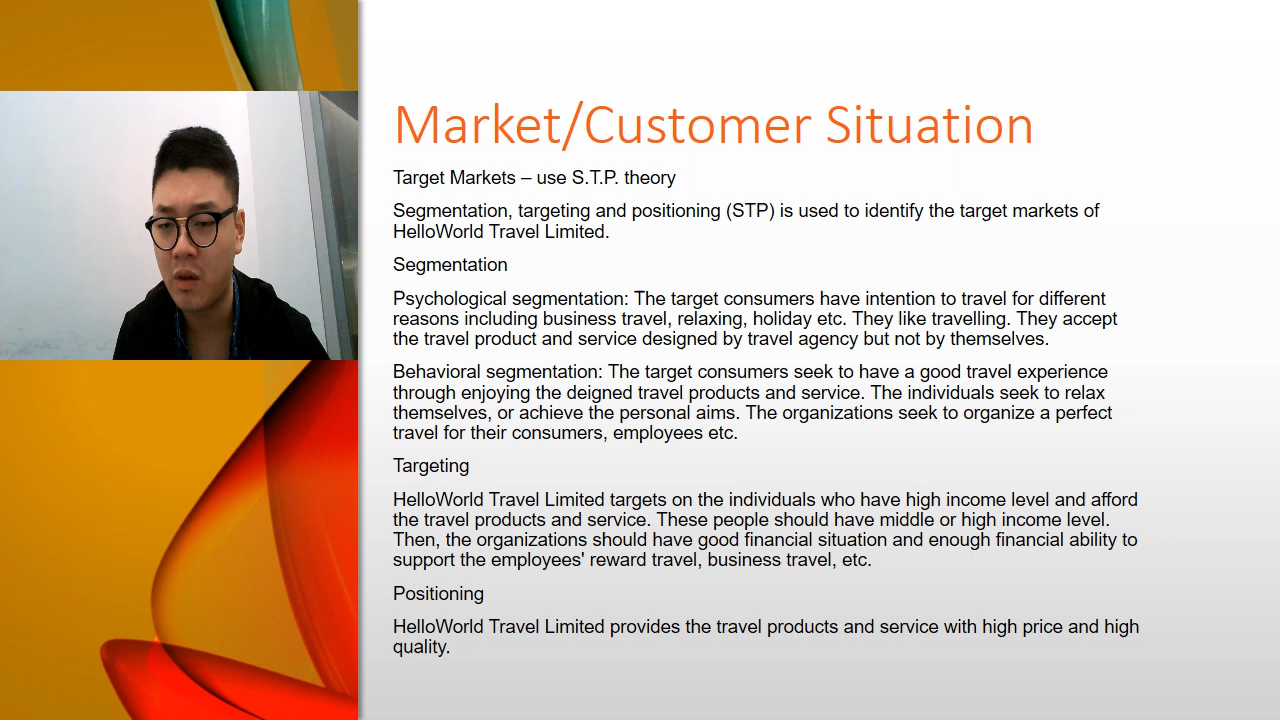 Market/Customer Situation
Target Markets – use S.T.P. theory
Segmentation, targeting and positioning (STP) is used to identify the target markets of
HelloWorld Travel Limited.
Segmentation
Psychological segmentation: The target consumers have intention to travel for different
reasons including business travel, relaxing, holiday etc. They like travelling. They accept
the travel product and service designed by travel agency but not by themselves.
Behavioral segmentation: The target consumers seek to have a good travel experience
through enjoying the deigned travel products and service. The individuals seek to relax
themselves, or achieve the personal aims. The organizations seek to organize a perfect
travel for their consumers, employees etc.
Targeting
HelloWorld Travel Limited targets on the individuals who have high income level and afford
the travel products and service. These people should have middle or high income level.
Then, the organizations should have good financial situation and enough financial ability to
support the employees' reward travel, business travel, etc.
Positioning
HelloWorld Travel Limited provides the travel products and service with high price and high
quality.